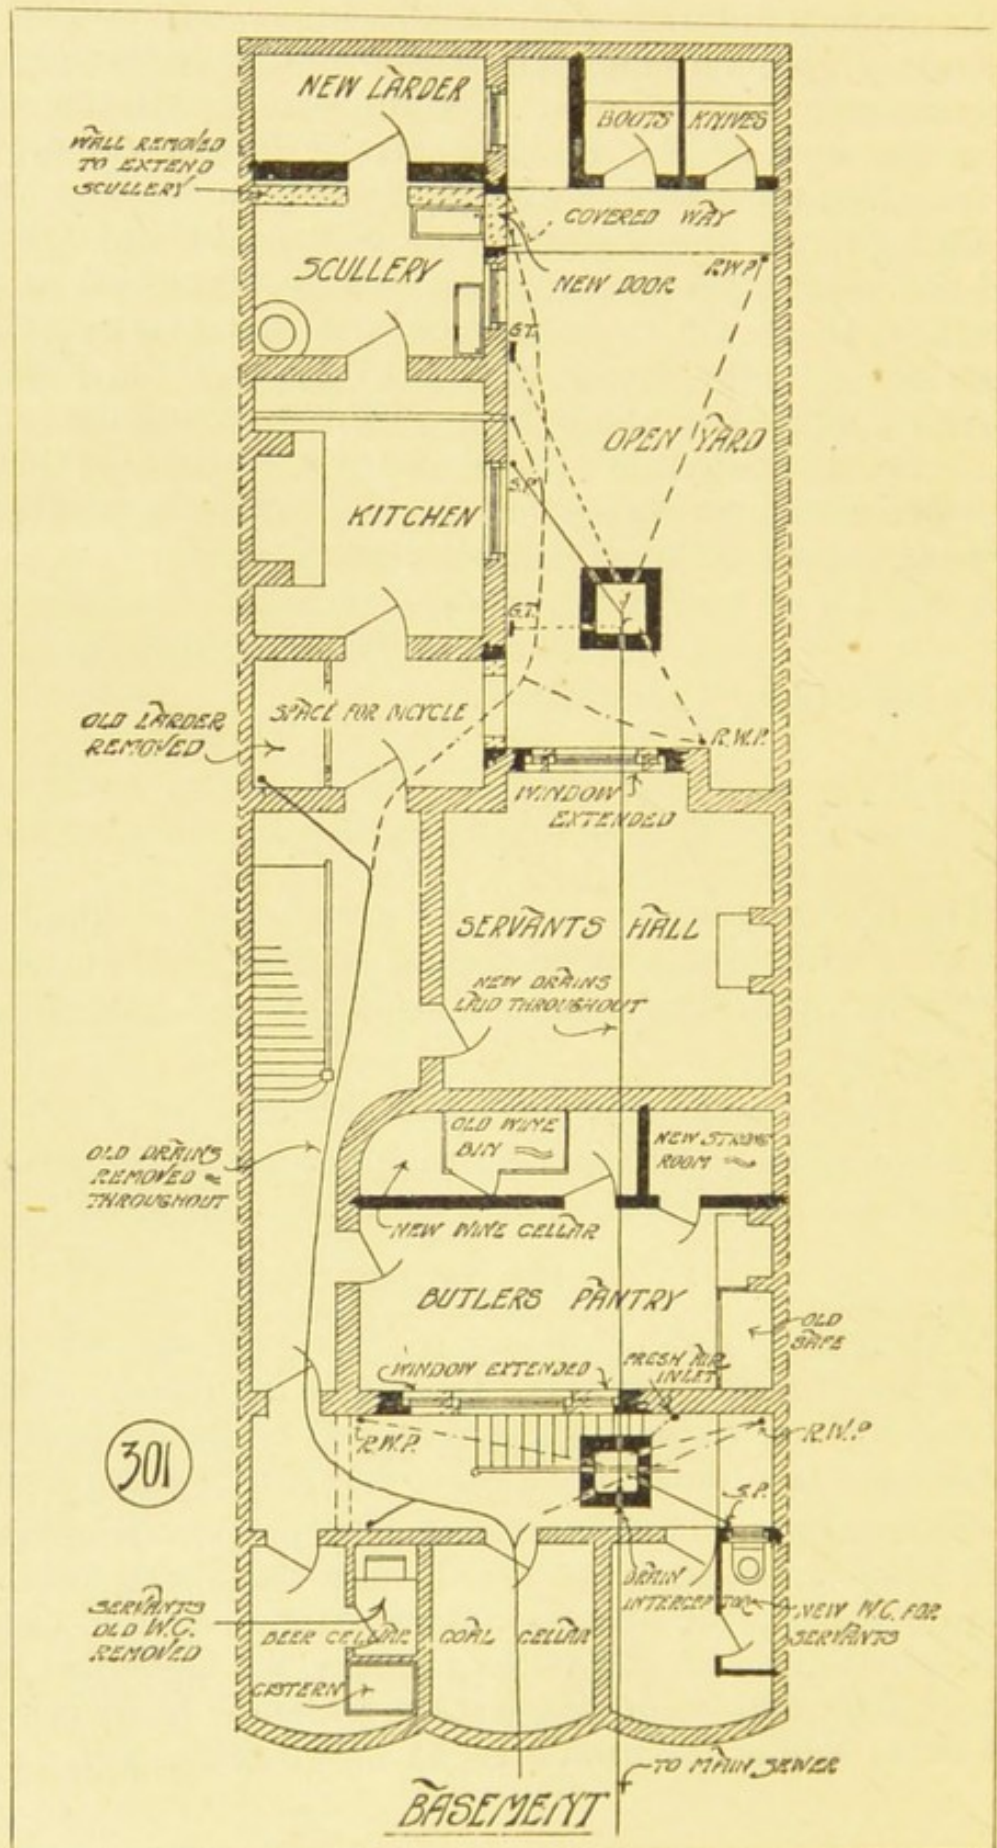 NEW LARDER
BOOTS
KNIVES
WALL REMOVED
TO EXTEND
SCULLERY
COVERED WAY
SCULLERY
NEW DOOR
R.W.P.
G.T.
OPEN YARD
S.P.
KITCHEN
G.T.
OLD LARDER
REMOVED
SPACE FOR BICYCLE
R.W.P.
WINDOW
EXTENDED
SERVANTS HALL
NEW DRAINS
LAID THROUGHOUT
OLD DRAINS
REMOVED
THROUGHOUT
OLD WINE
BIN
NEW STRONG
ROOM
NEW WINE CELLAR
BUTLERS PANTRY
OLD
SAFE
WINDOW EXTENDED
FRESH AIR
INLET
301
R.W.P.
R.W.P
S.P.
DRAIN
INTERCEPTOR
NEW W.C. FOR
SERVANTS
SERVANTS
OLD W.C.
REMOVED
BEER CELLAR
COAL CELLAR
CISTERN
TO MAIN SEWER
BASEMENT